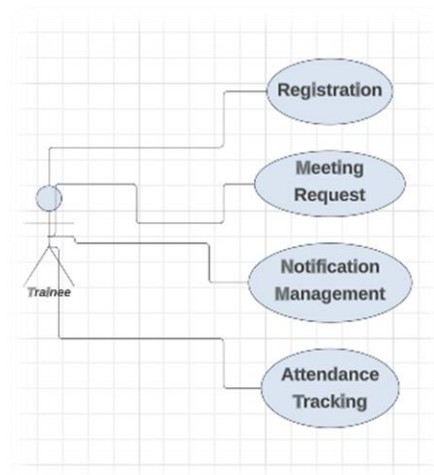 Registration
Meeting
Request
Notification
Management
Trainee
Attendance
Tracking